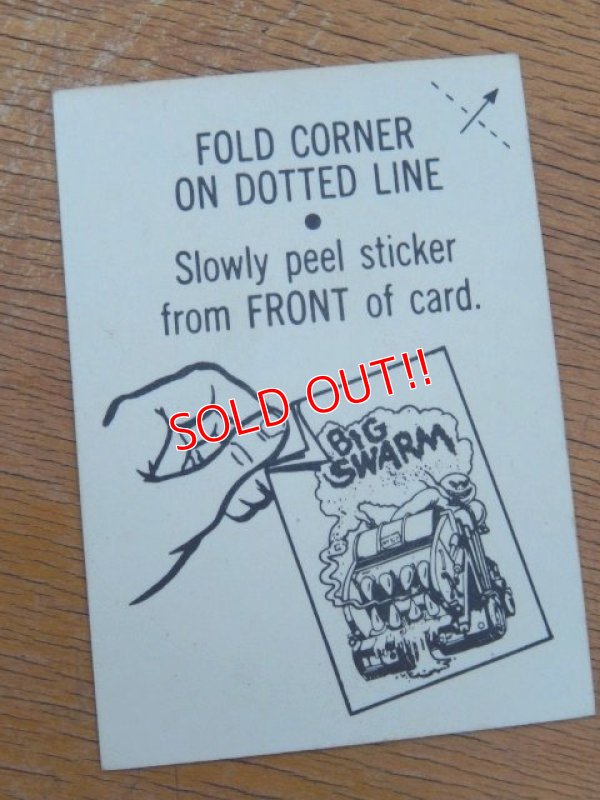 FOLD CORNER
ON DOTTED LINE
Slowly peel sticker
from FRONT of card.
SOLD OUT!!
BIG
SWARM